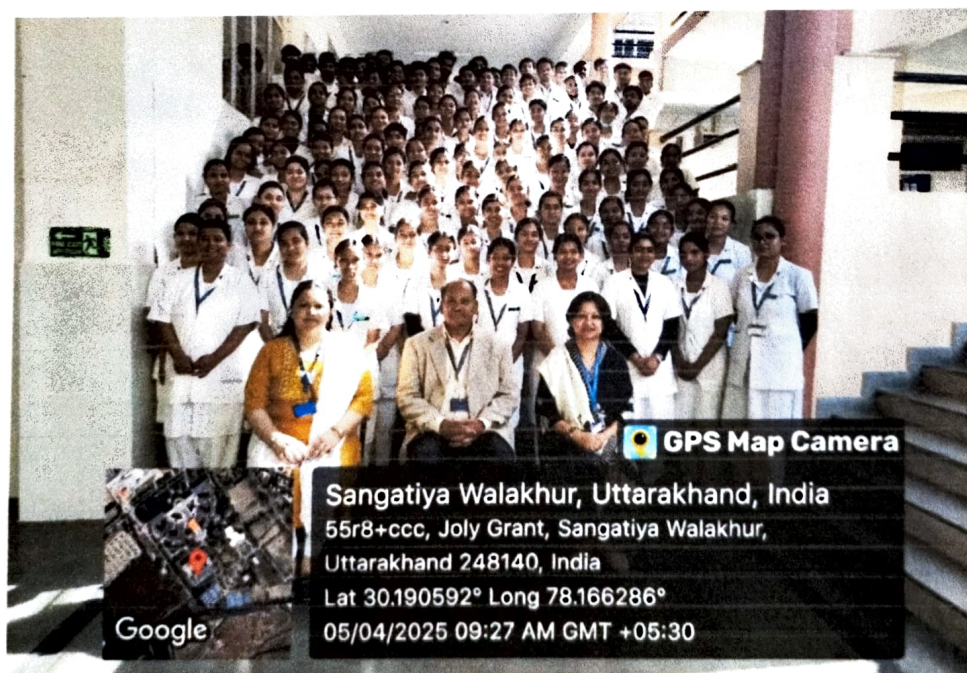 GPS Map Camera
Sangatiya Walakhur, Uttarakhand, India
55r8+ccc, Joly Grant, Sangatiya Walakhur,
Uttarakhand 248140, India
Lat 30.190592° Long 78.166286°
05/04/2025 09:27 AM GMT +05:30
Google